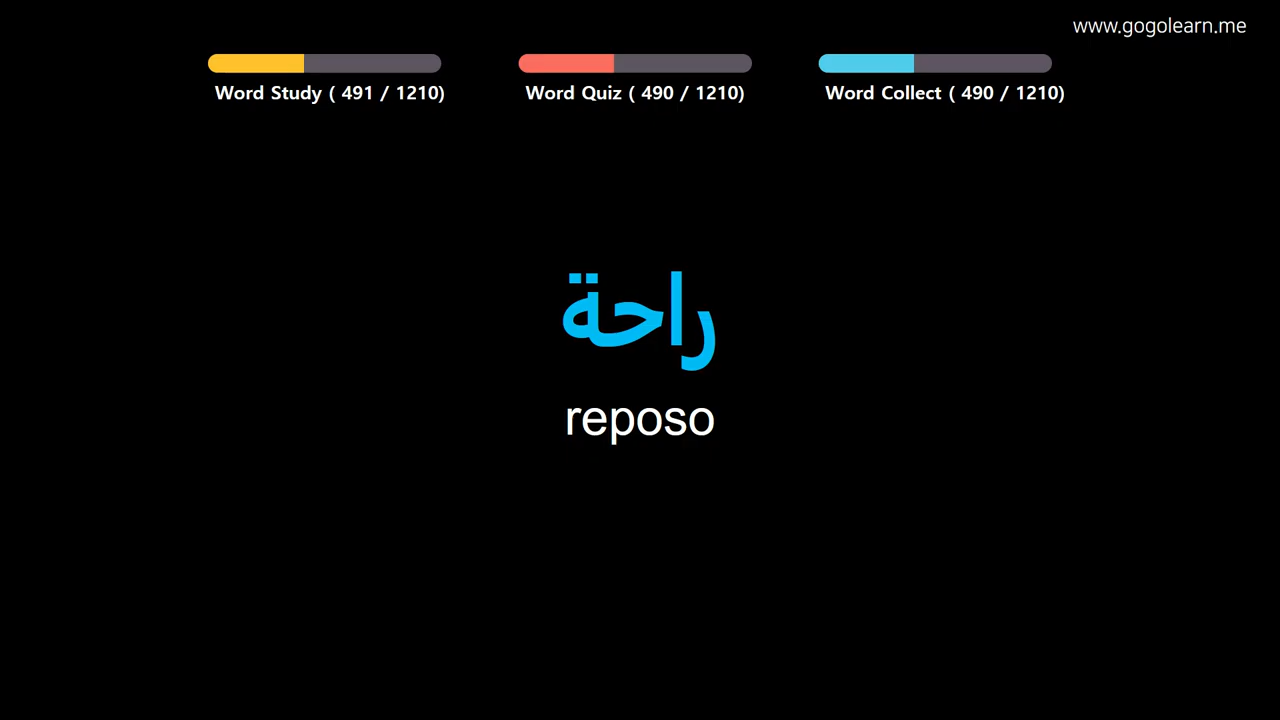 www.gogolearn.me
Word Study ( 491 / 1210)
Word Quiz ( 490 / 1210)
Word Collect ( 490 / 1210)
راحة
reposo